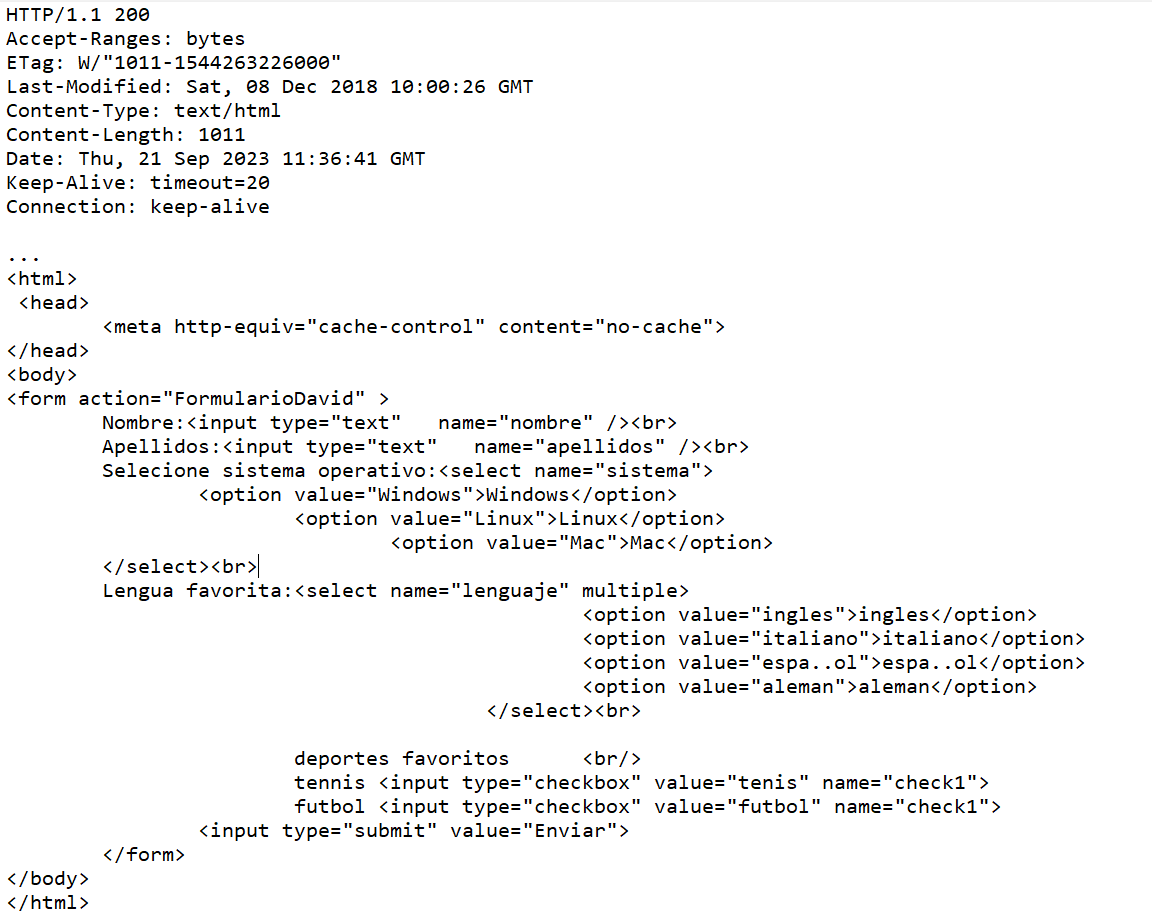 HTTP/1.1 200
Accept-Ranges: bytes
ETag: W/"1011-1544263226000"
Last-Modified: Sat, 08 Dec 2018 10:00:26 GMT
Content-Type: text/html
Content-Length: 1011
Date: Thu, 21 Sep 2023 11:36:41 GMT
Keep-Alive: timeout=20
Connection: keep-alive
...
<html>
<head>
<meta http-equiv="cache-control" content="no-cache">
</head>
<body>
<form action="FormularioDavid" >
Nombre:<input type="text"   name="nombre" /><br>
Apellidos:<input type="text"   name="apellidos" /><br>
Selecione sistema operativo:<select name="sistema">
<option value="Windows">Windows</option>
<option value="Linux">Linux</option>
<option value="Mac">Mac</option>
</select><br>
Lengua favorita:<select name="lenguaje" multiple>
<option value="ingles">ingles</option>
<option value="italiano">italiano</option>
<option value="espa..ol">espa..ol</option>
<option value="aleman">aleman</option>
</select><br>
deportes favoritos      <br/>
tennis <input type="checkbox" value="tenis" name="check1">
futbol <input type="checkbox" value="futbol" name="check1">
<input type="submit" value="Enviar">
</form>
</body>
</html>